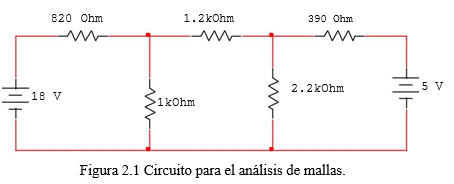 820 Ohm 1.2kOhm 390 Ohm
18 V 1kOhm 2.2kOhm 5 V
Figura 2.1 Circuito para el análisis de mallas.